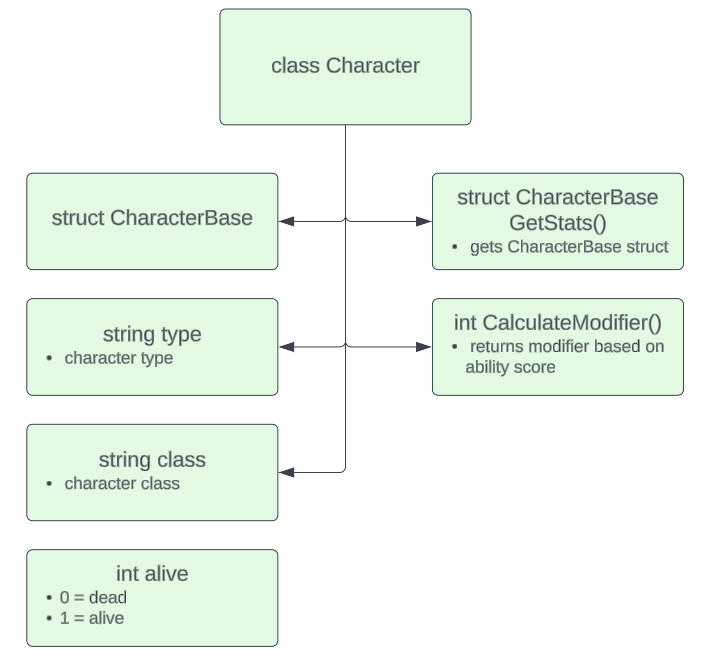 class Character
struct CharacterBase
struct CharacterBase
GetStats()
• gets CharacterBase struct
string type
• character type
int CalculateModifier()
• returns modifier based on
ability score
string class
• character class
int alive
• 0 = dead
• 1 = alive